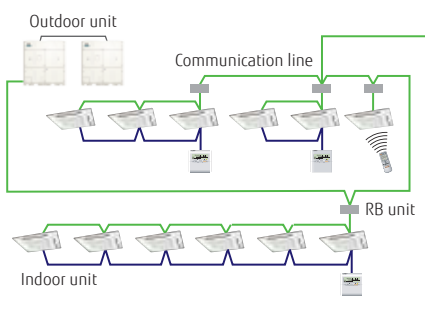 Outdoor unit
Communication line
RB unit
Indoor unit